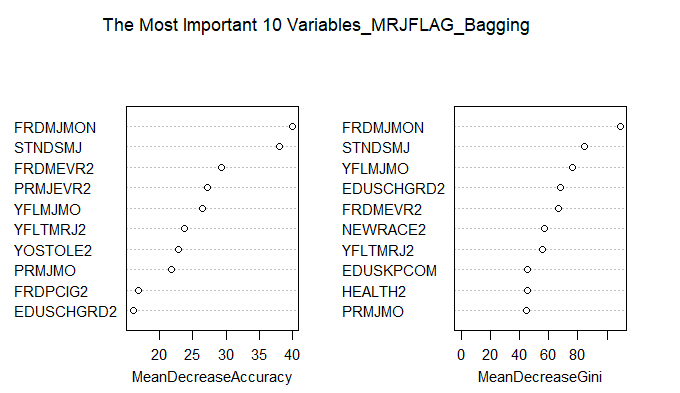 The Most Important 10 Variables_MRJFLAG_Bagging
FRDMJMON
STNDSMJ
FRDMEVR2
PRMJEVR2
YFLMJMO
YFLTMRJ2
YOSTOLE2
PRMJMO
FRDPCIG2
EDUSCHGRD2
20 25 30 35 40
MeanDecreaseAccuracy
FRDMJMON
STNDSMJ
YFLMJMO
EDUSCHGRD2
FRDMEVR2
NEWRACE2
YFLTMRJ2
EDUSKPCOM
HEALTH2
PRMJMO
0 20 40 60 80
MeanDecreaseGini